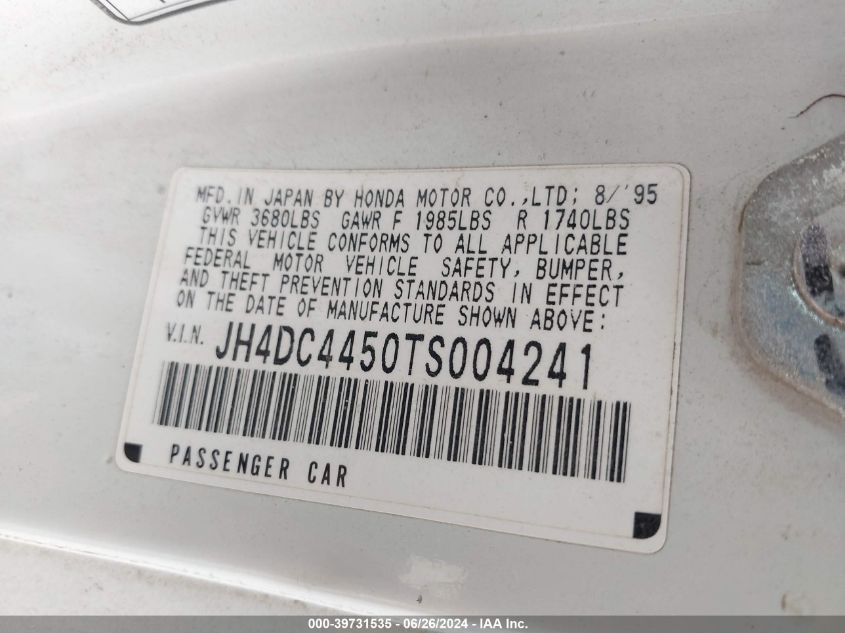 MFD. IN JAPAN BY HONDA MOTOR CO.,LTD; 8/'95
GVWR 3680LBS GAWR F 1985LBS R 1740LBS
THIS VEHICLE CONFORMS TO ALL APPLICABLE
FEDERAL MOTOR VEHICLE SAFETY, BUMPER,
AND THEFT PREVENTION STANDARDS IN EFFECT
ON THE DATE OF MANUFACTURE SHOWN ABOVE:
V.I.N. JH4DC4450TS004241
PASSENGER CAR
000-39731535 - 06/26/2024 - IAA Inc.